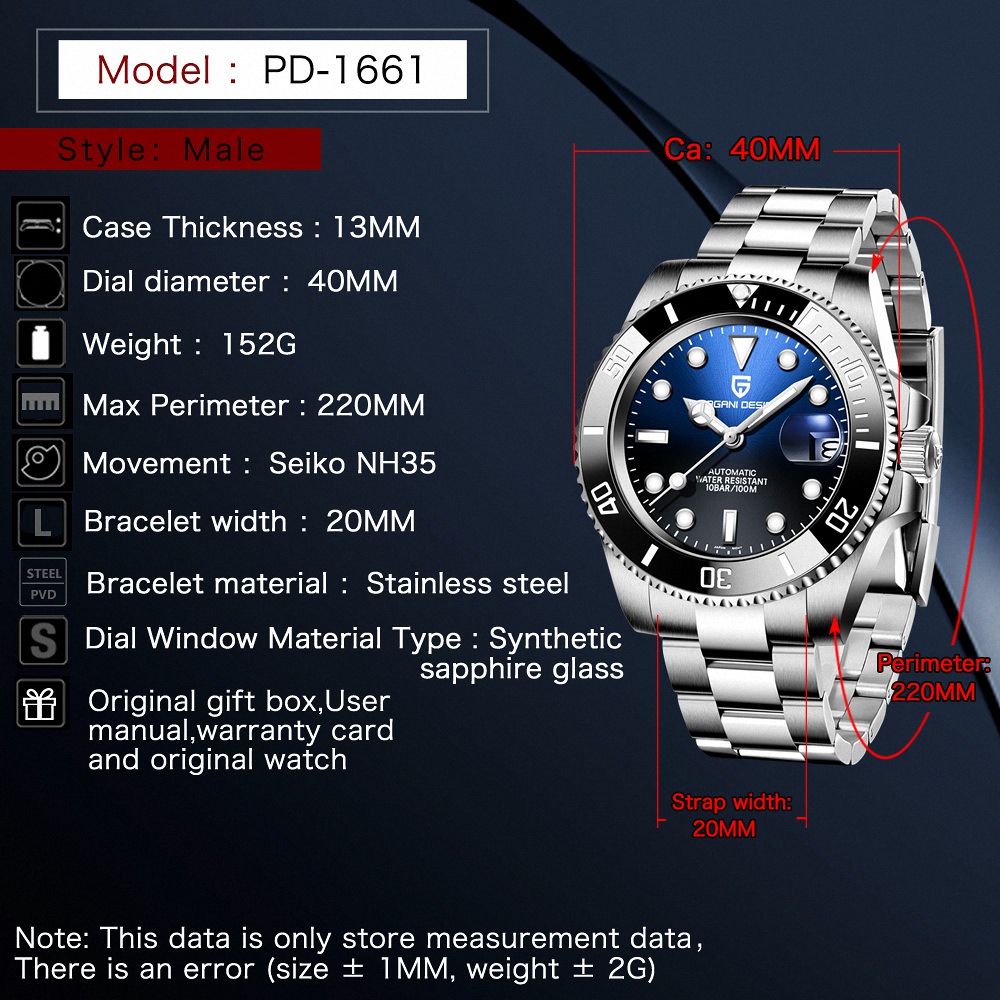 Model : PD-1661
Style: Male
Ca: 40MM
Case Thickness : 13MM
Dial diameter : 40MM
Weight : 152G
Max Perimeter : 220MM
Movement : Seiko NH35
L
Bracelet width : 20MM
STEEL
PVD
Bracelet material : Stainless steel
S
Dial Window Material Type : Synthetic
sapphire glass
Original gift box,User
manual,warranty card
and original watch
50
10
20
30
40
AUTOMATIC
WATER RESISTANT
10BAR/100M
Perimeter:
220MM
Strap width:
20MM
Note: This data is only store measurement data,
There is an error (size ± 1MM, weight ± 2G)